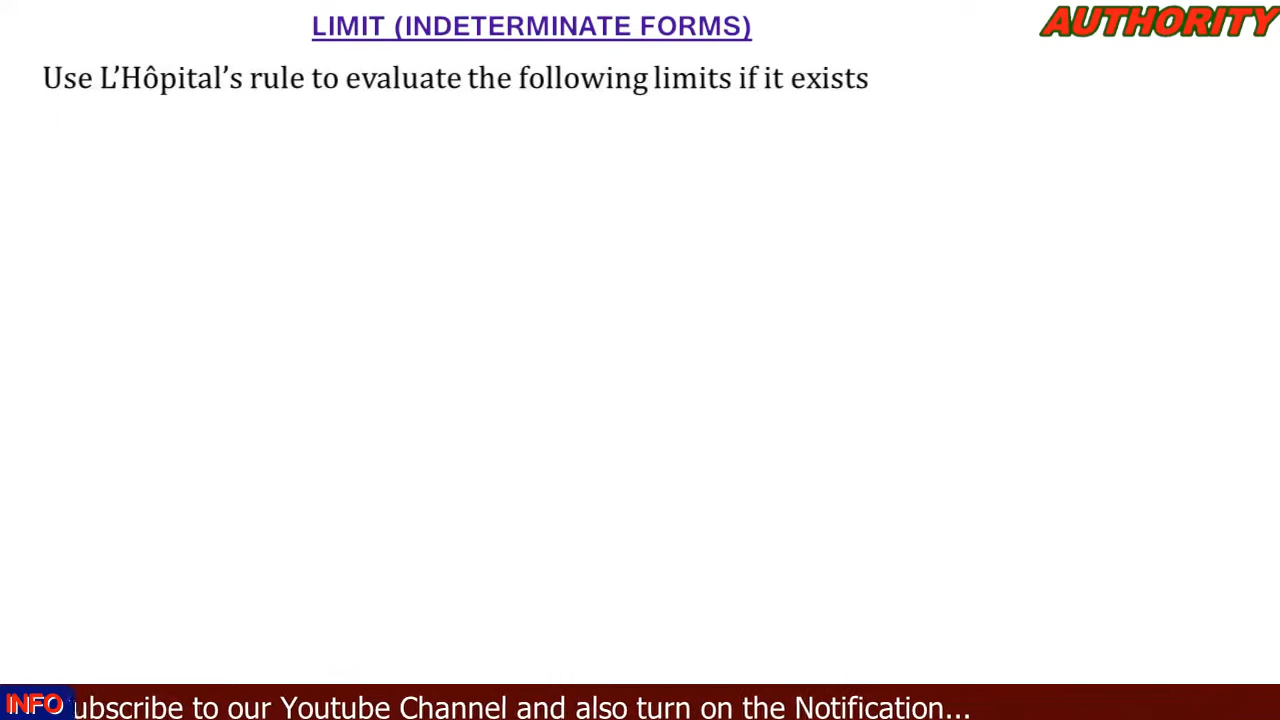 LIMIT (INDETERMINATE FORMS)
AUTHORITY
Use L’Hôpital’s rule to evaluate the following limits if it exists
INFO ubscribe to our Youtube Channel and also turn on the Notification...